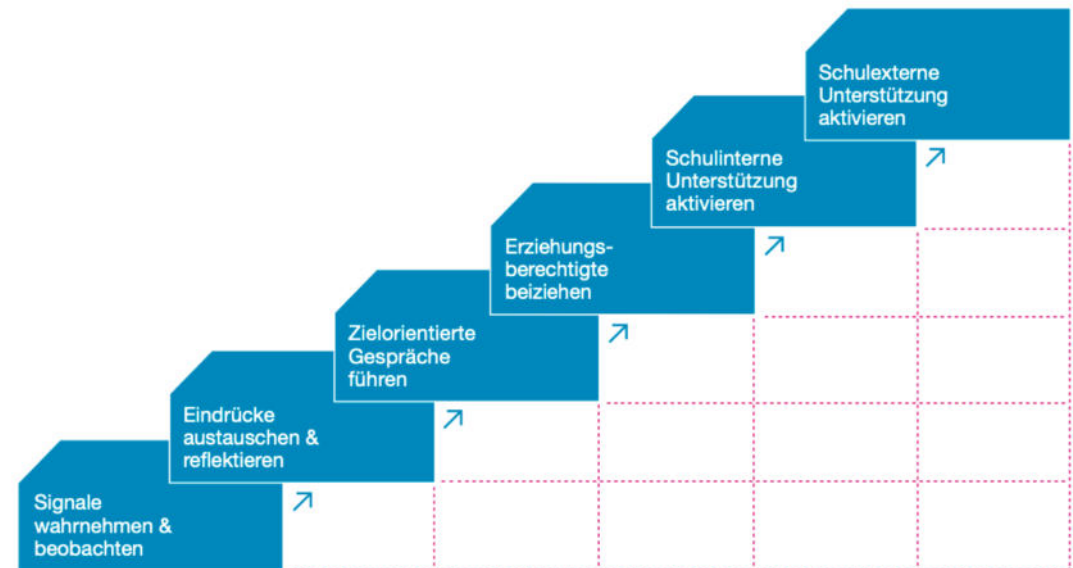 Schulexterne
Unterstützung
aktivieren
Schulinterne
Unterstützung
aktivieren
Erziehungs-
berechtigte
beiziehen
Zielorientierte
Gespräche
führen
Eindrücke
austauschen &
reflektieren
Signale
wahrnehmen &
beobachten